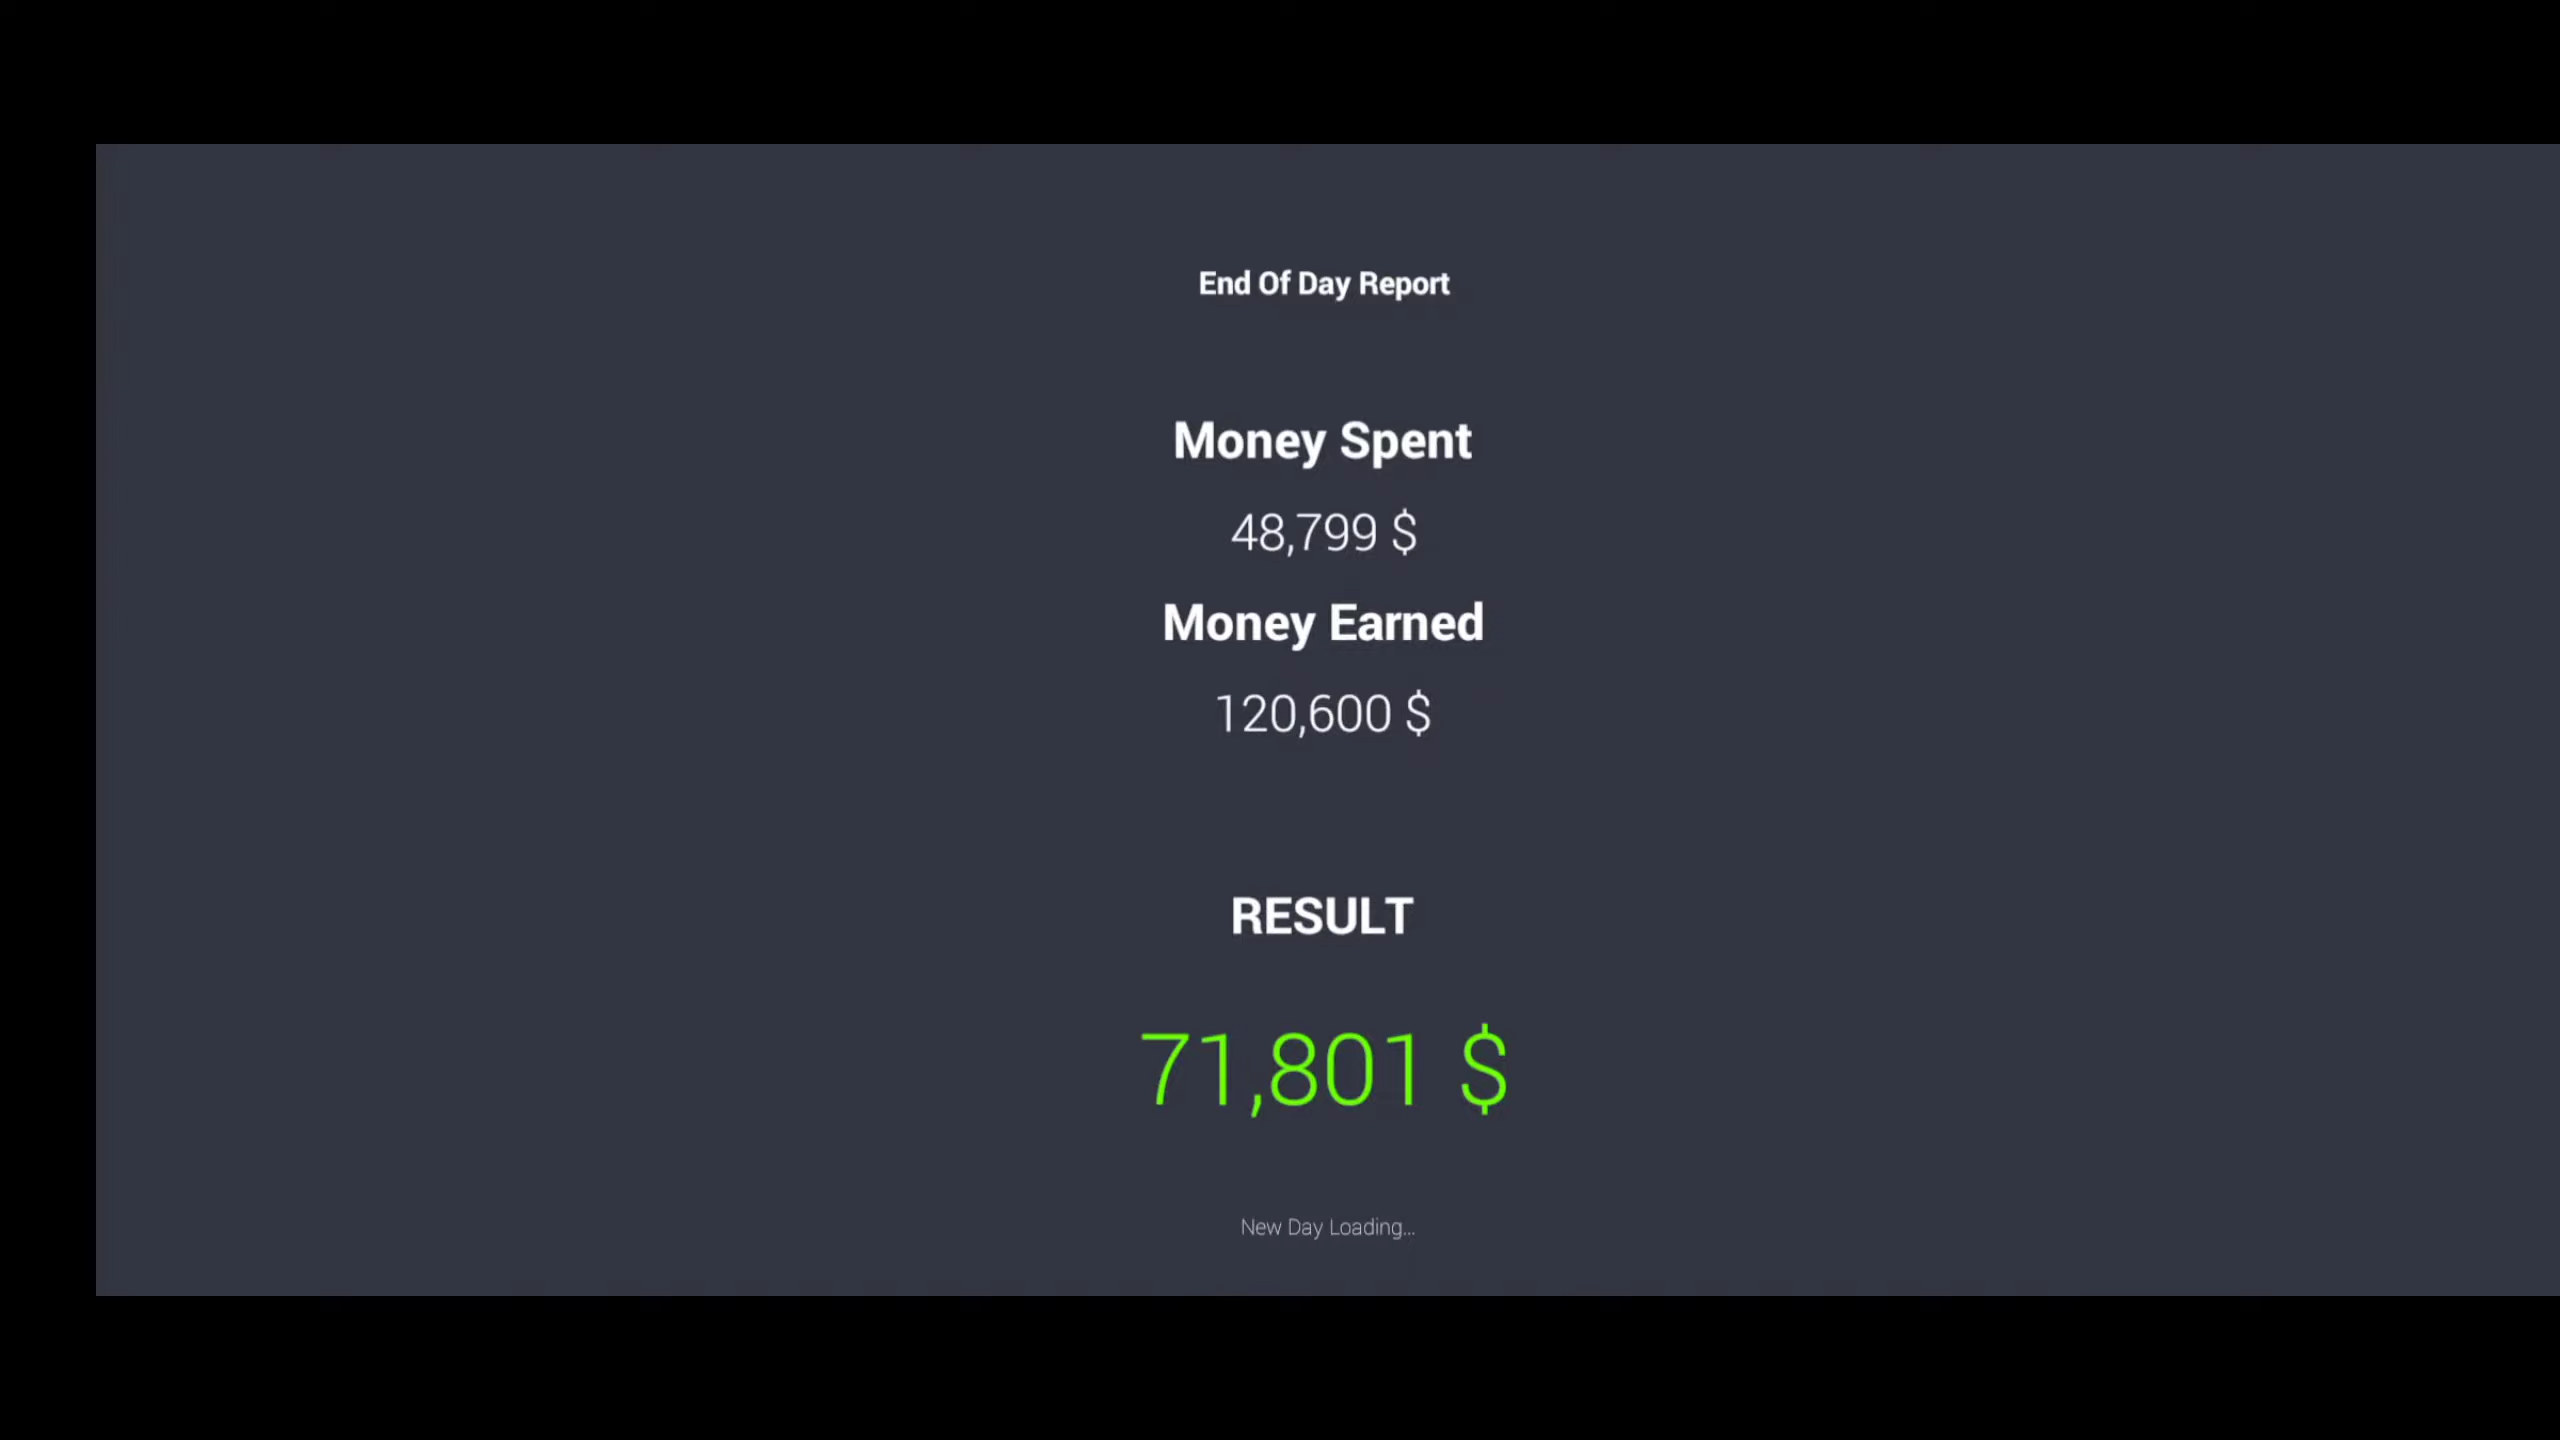 End Of Day Report
Money Spent
48,799 $
Money Earned
120,600 $
RESULT
71,801 $
New Day Loading...